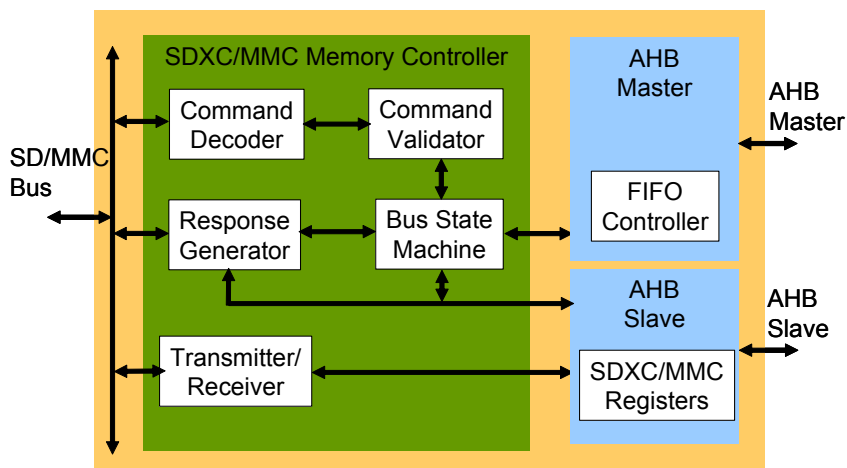 SDXC/MMC Memory Controller
Command
Decoder
Command
Validator
Response
Generator
Bus State
Machine
Transmitter/
Receiver
SD/MMC
Bus
AHB
Master
FIFO
Controller
AHB
Master
AHB
Slave
SDXC/MMC
Registers
AHB
Slave